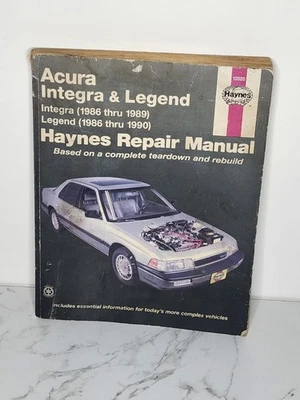 12020
Haynes
Acura
Integra & Legend
Integra (1986 thru 1989)
Legend (1986 thru 1990)
Haynes Repair Manual
Based on a complete teardown and rebuild
Includes essential information for today's more complex vehicles